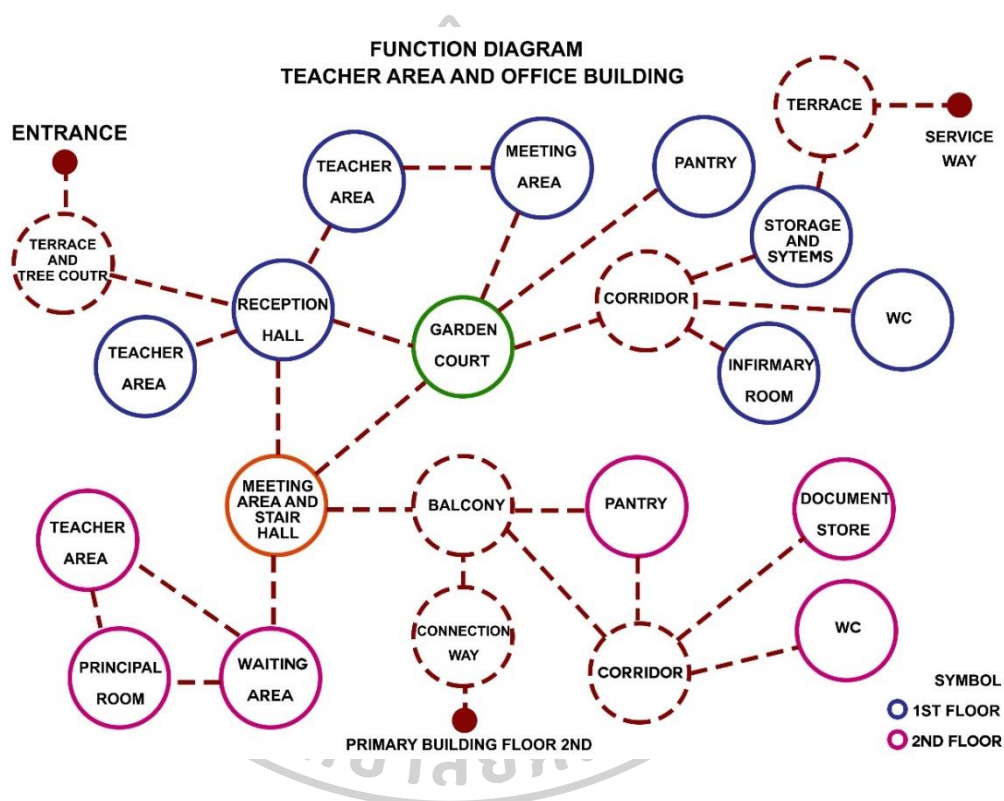 FUNCTION DIAGRAM
TEACHER AREA AND OFFICE BUILDING
ENTRANCE
TERRACE
SERVICE
WAY
TEACHER
AREA
MEETING
AREA
PANTRY
TERRACE
AND
TREE COUTR
STORAGE
AND
SYTEMS
RECEPTION
HALL
CORRIDOR
WC
GARDEN
COURT
TEACHER
AREA
INFIRMARY
ROOM
MEETING
AREA AND
STAIR
HALL
BALCONY
PANTRY
DOCUMENT
STORE
TEACHER
AREA
CONNECTION
WAY
WC
PRINCIPAL
ROOM
WAITING
AREA
CORRIDOR
SYMBOL
1ST FLOOR
2ND FLOOR
PRIMARY BUILDING FLOOR 2ND